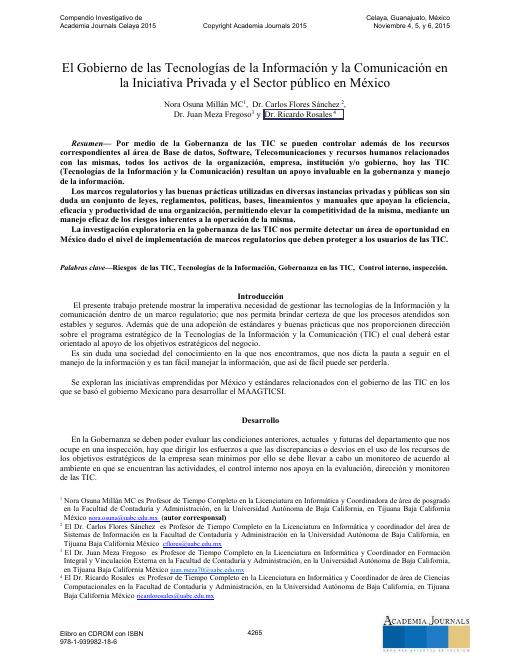 Compendio Investigativo de
Academia Journals Celaya 2015
Copyright Academia Journals 2015
Celaya, Guanajuato, México
Noviembre 4, 5, y 6, 2015
El Gobierno de las Tecnologías de la Información y la Comunicación en
la Iniciativa Privada y el Sector público en México
Nora Osuna Millán MC¹, Dr. Carlos Flores Sánchez ²,
Dr. Juan Meza Fregoso³ y Dr. Ricardo Rosales ⁴
Resumen— Por medio de la Gobernanza de las TIC se pueden controlar además de los recursos
correspondientes al área de Base de datos, Software, Telecomunicaciones y recursos humanos relacionados
con las mismas, todos los activos de la organización, empresa, institución y/o gobierno, hoy las TIC
(Tecnologías de la Información y la Comunicación) resultan un apoyo invaluable en la gobernanza y manejo
de la información.
Los marcos regulatorios y las buenas prácticas utilizadas en diversas instancias privadas y públicas son sin
duda un conjunto de leyes, reglamentos, políticas, bases, lineamientos y manuales que apoyan la eficiencia,
eficacia y productividad de una organización, permitiendo elevar la competitividad de la misma, mediante un
manejo eficaz de los riesgos inherentes a la operación de la misma.
La investigación exploratoria en la gobernanza de las TIC nos permite detectar un área de oportunidad en
México dado el nivel de implementación de marcos regulatorios que deben proteger a los usuarios de las TIC.
Palabras clave—Riesgos de las TIC, Tecnologías de la Información, Gobernanza en las TIC, Control interno, inspección.
Introducción
El presente trabajo pretende mostrar la imperativa necesidad de gestionar las tecnologías de la Información y la
comunicación dentro de un marco regulatorio; que nos permita brindar certeza de que los procesos atendidos son
estables y seguros. Además que de una adopción de estándares y buenas prácticas que nos proporcionen dirección
sobre el programa estratégico de la Tecnologías de la Información y la Comunicación (TIC) el cual deberá estar
orientado al apoyo de los objetivos estratégicos del negocio.
Es sin duda una sociedad del conocimiento en la que nos encontramos, que nos dicta la pauta a seguir en el
manejo de la información y es tan fácil manejar la información, que así de fácil puede ser perderla.
Se exploran las iniciativas emprendidas por México y estándares relacionados con el gobierno de las TIC en los
que se basó el gobierno Mexicano para desarrollar el MAAGTICSI.
Desarrollo
En la Gobernanza se deben poder evaluar las condiciones anteriores, actuales y futuras del departamento que nos
ocupe en una inspección, hay que dirigir los esfuerzos a que las discrepancias o desvíos en el uso de los recursos de
los objetivos estratégicos de la empresa sean mínimos por ello se debe llevar a cabo un monitoreo de acuerdo al
ambiente en que se encuentran las actividades, el control interno nos apoya en la evaluación, dirección y monitoreo
de las TIC.
¹ Nora Osuna Millán MC es Profesor de Tiempo Completo en la Licenciatura en Informática y Coordinadora de área de posgrado
en la Facultad de Contaduría y Administración, en la Universidad Autónoma de Baja California, en Tijuana Baja California
México nora.osuna@uabc.edu.mx (autor corresponsal)
² El Dr. Carlos Flores Sánchez es Profesor de Tiempo Completo en la Licenciatura en Informática y coordinador del área de
Sistemas de Información en la Facultad de Contaduría y Administración en la Universidad Autónoma de Baja California, en
Tijuana Baja California México cflores@uabc.edu.mx
³ El Dr. Juan Meza Fregoso es Profesor de Tiempo Completo en la Licenciatura en Informática y Coordinador en Formación
Integral y Vinculación Externa en la Facultad de Contaduría y Administración, en la Universidad Autónoma de Baja California,
en Tijuana Baja California México juan.meza70@uabc.edu.mx
⁴ El Dr. Ricardo Rosales es Profesor de Tiempo Completo en la Licenciatura en Informática y Coordinador de área de Ciencias
Computacionales en la Facultad de Contaduría y Administración, en la Universidad Autónoma de Baja California, en Tijuana
Baja California México ricardorosales@uabc.edu.mx
Elibro en CDROM con ISBN
978-1-939982-18-6
4265
ACADEMIA JOURNALS